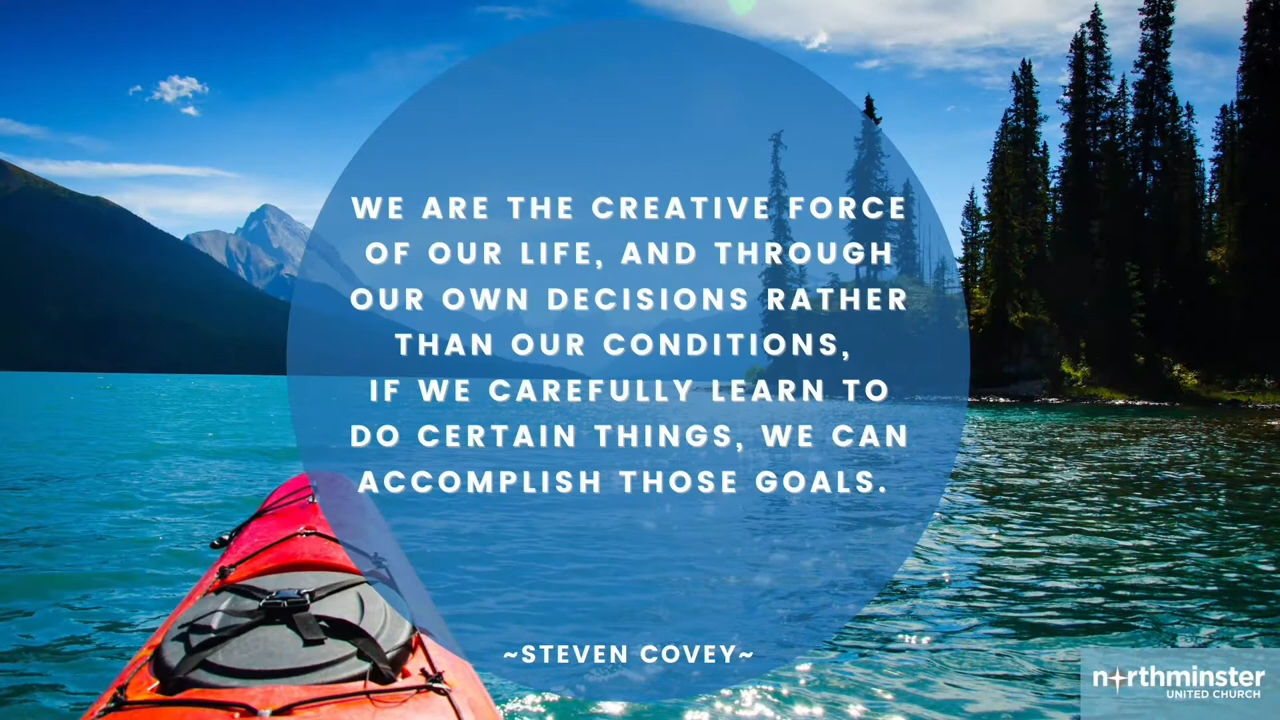 WE ARE THE CREATIVE FORCE
OF OUR LIFE, AND THROUGH
OUR OWN DECISIONS RATHER
THAN OUR CONDITIONS,
IF WE CAREFULLY LEARN TO
DO CERTAIN THINGS, WE CAN
ACCOMPLISH THOSE GOALS.
~STEVEN COVEY~
northminster
UNITED CHURCH